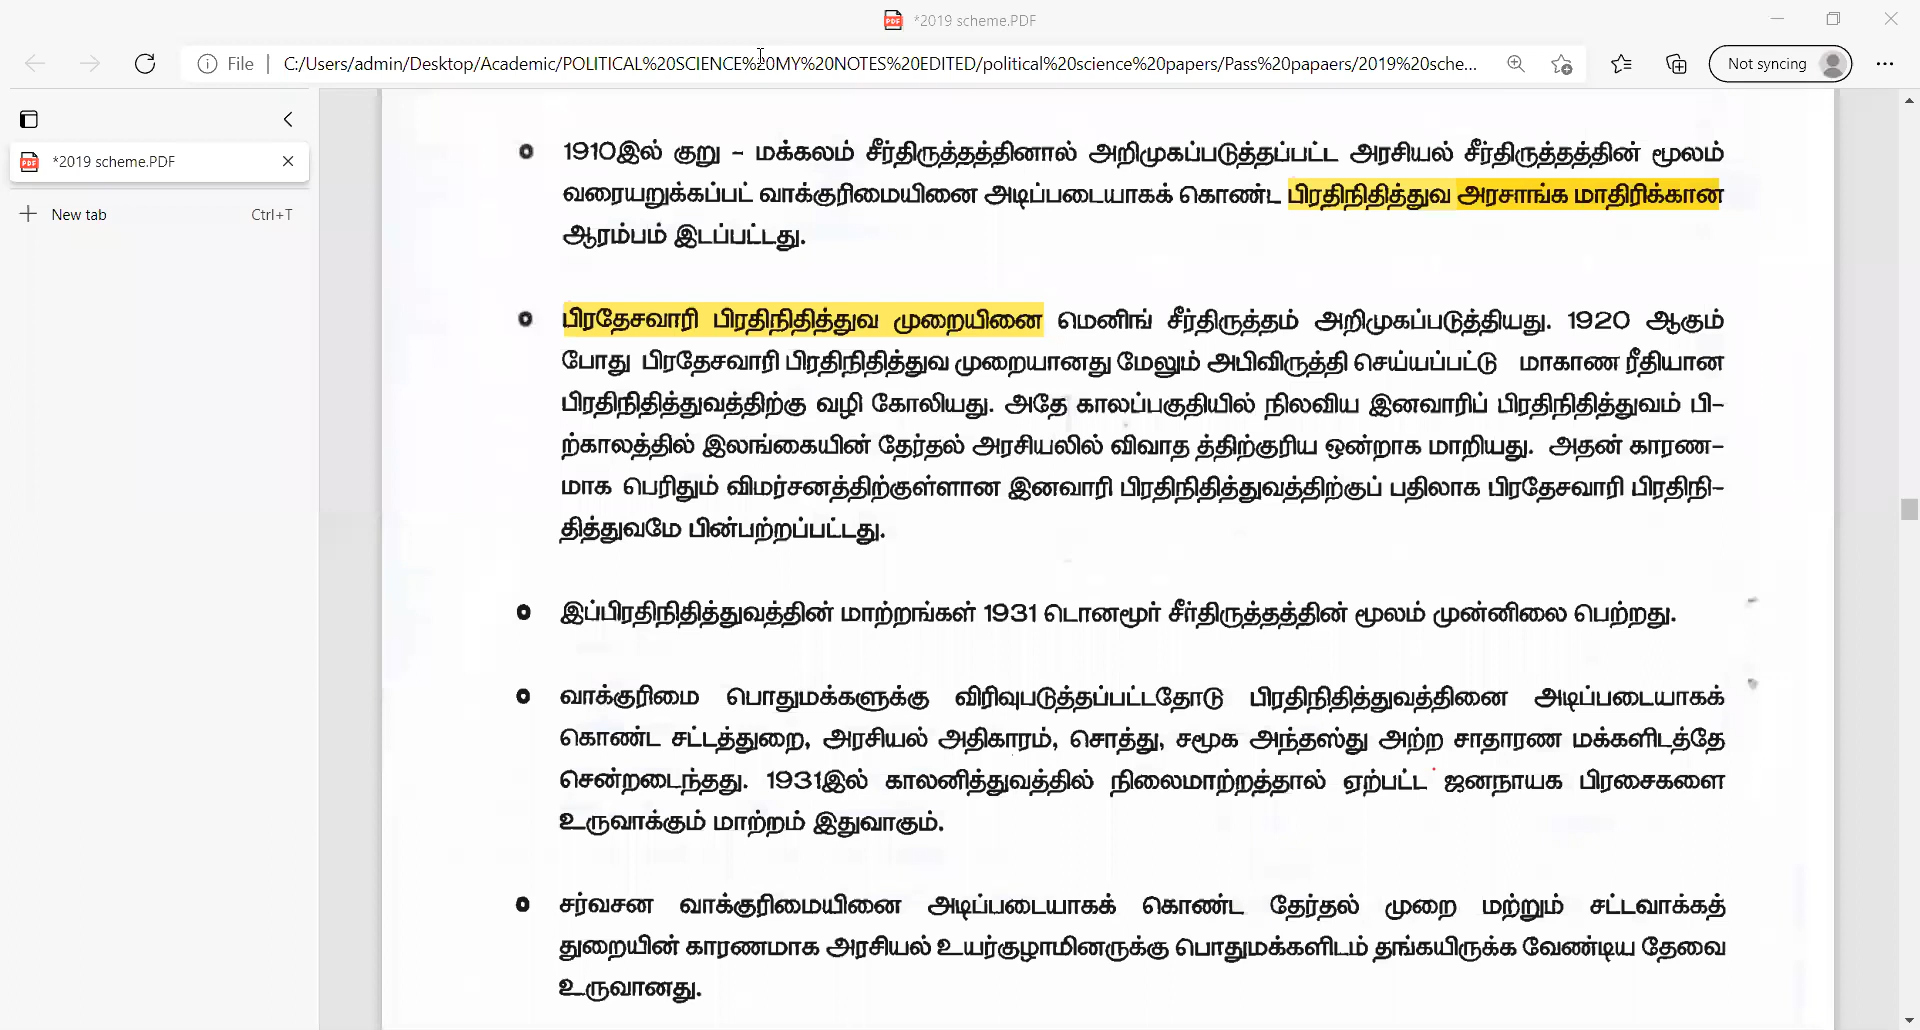 *2019 scheme.PDF
File
C:/Users/admin/Desktop/Academic/POLITICAL%20SCIENCE%20MY%20NOTES%20EDITED/political%20science%20papers/Pass%20papaers/2019%20sche...
Not syncing
*2019 scheme.PDF
New tab Ctrl+T
1910இல் குறு – மக்கலம் சீர்திருத்தத்தினால் அறிமுகப்படுத்தப்பட்ட அரசியல் சீர்திருத்தத்தின் மூலம்
வரையறுக்கப்பட் வாக்குரிமையினை அடிப்படையாகக் கொண்ட பிரதிநிதித்துவ அரசாங்க மாதிரிக்கான
ஆரம்பம் இடப்பட்டது.
பிரதேசவாரி பிரதிநிதித்துவ முறையினை மெனிங் சீர்திருத்தம் அறிமுகப்படுத்தியது. 1920 ஆகும்
போது பிரதேசவாரி பிரதிநிதித்துவ முறையானது மேலும் அபிவிருத்தி செய்யப்பட்டு மாகாண ரீதியான
பிரதிநிதித்துவத்திற்கு வழி கோலியது. அதே காலப்பகுதியில் நிலவிய இனவாரிப் பிரதிநிதித்துவம் பி–
ற்காலத்தில் இலங்கையின் தேர்தல் அரசியலில் விவாத த்திற்குரிய ஒன்றாக மாறியது. அதன் காரண–
மாக பெரிதும் விமர்சனத்திற்குள்ளான இனவாரி பிரதிநிதித்துவத்திற்குப் பதிலாக பிரதேசவாரி பிரதிநி–
தித்துவமே பின்பற்றப்பட்டது.
இப்பிரதிநிதித்துவத்தின் மாற்றங்கள் 1931 டொனமூர் சீர்திருத்தத்தின் மூலம் முன்னிலை பெற்றது.
வாக்குரிமை பொதுமக்களுக்கு விரிவுபடுத்தப்பட்டதோடு பிரதிநிதித்துவத்தினை அடிப்படையாகக்
கொண்ட சட்டத்துறை, அரசியல் அதிகாரம், சொத்து, சமூக அந்தஸ்து அற்ற சாதாரண மக்களிடத்தே
சென்றடைந்தது. 1931இல் காலனித்துவத்தில் நிலைமாற்றத்தால் ஏற்பட்ட ஜனநாயக பிரசைகளை
உருவாக்கும் மாற்றம் இதுவாகும்.
சர்வசன வாக்குரிமையினை அடிப்படையாகக் கொண்ட தேர்தல் முறை மற்றும் சட்டவாக்கத்
துறையின் காரணமாக அரசியல் உயர்குழாமினருக்கு பொதுமக்களிடம் தங்கயிருக்க வேண்டிய தேவை
உருவானது.